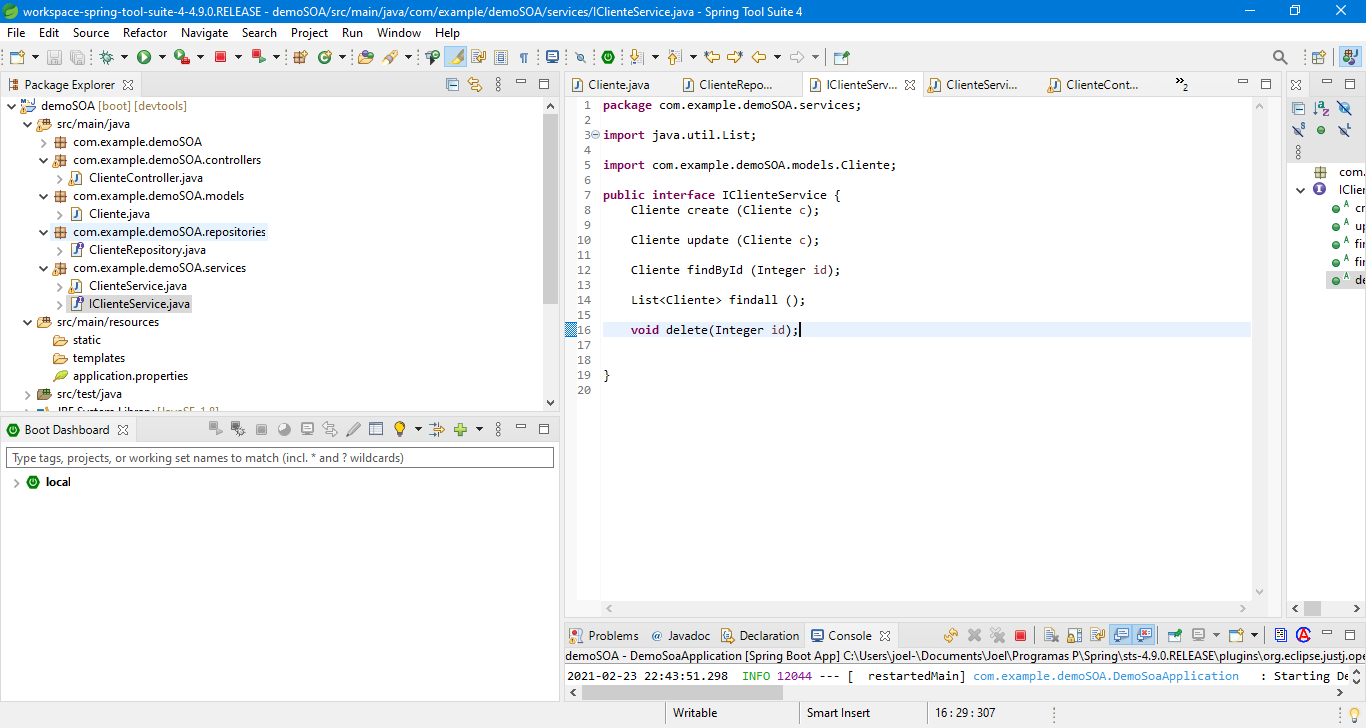 workspace-spring-tool-suite-4-4.9.0.RELEASE - demoSOA/src/main/java/com/example/demoSOA/services/IClienteService.java - Spring Tool Suite 4
File Edit Source Refactor Navigate Search Project Run Window Help
Package Explorer
demoSOA [boot] [devtools]
src/main/java
com.example.demoSOA
com.example.demoSOA.controllers
ClienteController.java
com.example.demoSOA.models
Cliente.java
com.example.demoSOA.repositories
ClienteRepository.java
com.example.demoSOA.services
ClienteService.java
IClienteService.java
src/main/resources
static
templates
application.properties
src/test/java
JRE System Library [JavaSE-1.8]
Boot Dashboard
Type tags, projects, or working set names to match (incl. * and ? wildcards)
local
Cliente.java ClienteRepo... IClienteServ... ClienteServi... ClienteCont... »2
1 package com.example.demoSOA.services;
2
3 import java.util.List;
4
5 import com.example.demoSOA.models.Cliente;
6
7 public interface IClienteService {
8 Cliente create (Cliente c);
9
10 Cliente update (Cliente c);
11
12 Cliente findById (Integer id);
13
14 List<Cliente> findall ();
15
16 void delete(Integer id);
17
18
19 }
20
com.
IClien
cr
up
fin
fin
de
Problems @ Javadoc Declaration Console
demoSOA - DemoSoaApplication [Spring Boot App] C:\Users\joel-\Documents\Joel\Programas P\Spring\sts-4.9.0.RELEASE\plugins\org.eclipse.justj.ope
2021-02-23 22:43:51.298 INFO 12044 --- [ restartedMain] com.example.demoSOA.DemoSoaApplication : Starting De
Writable Smart Insert 16 : 29 : 307